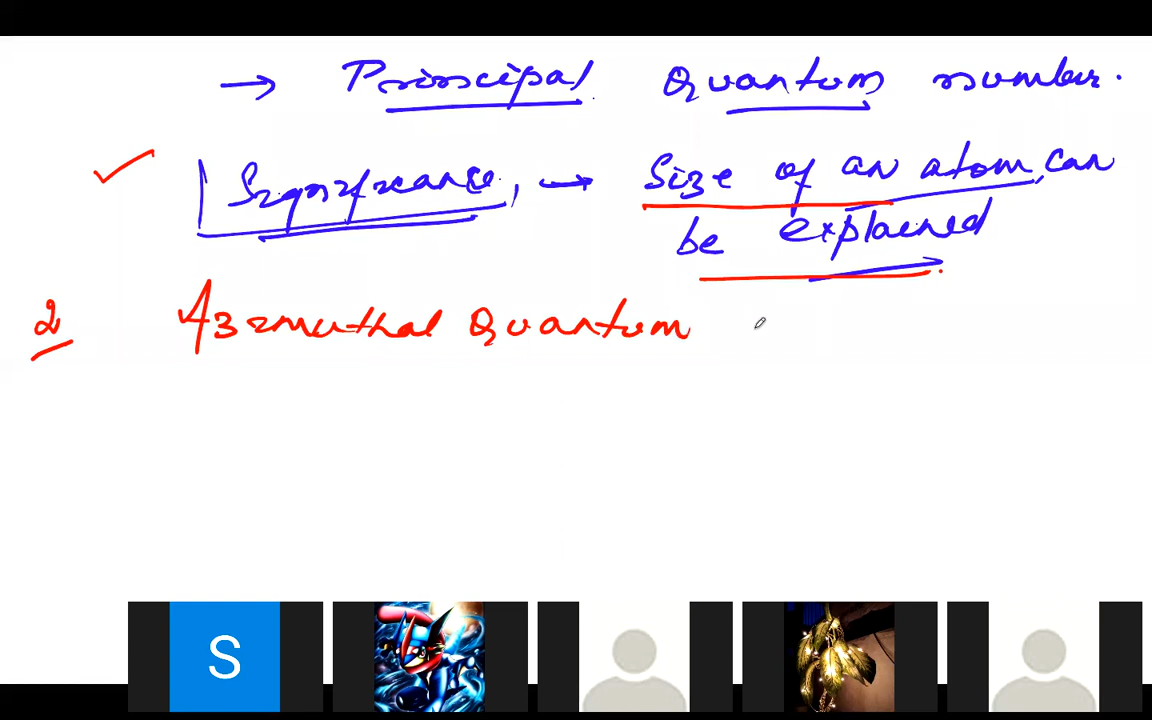 → Principal Quantum number.
Significance, → Size of an atom, can
be explained
2 Azimuthal Quantum
S